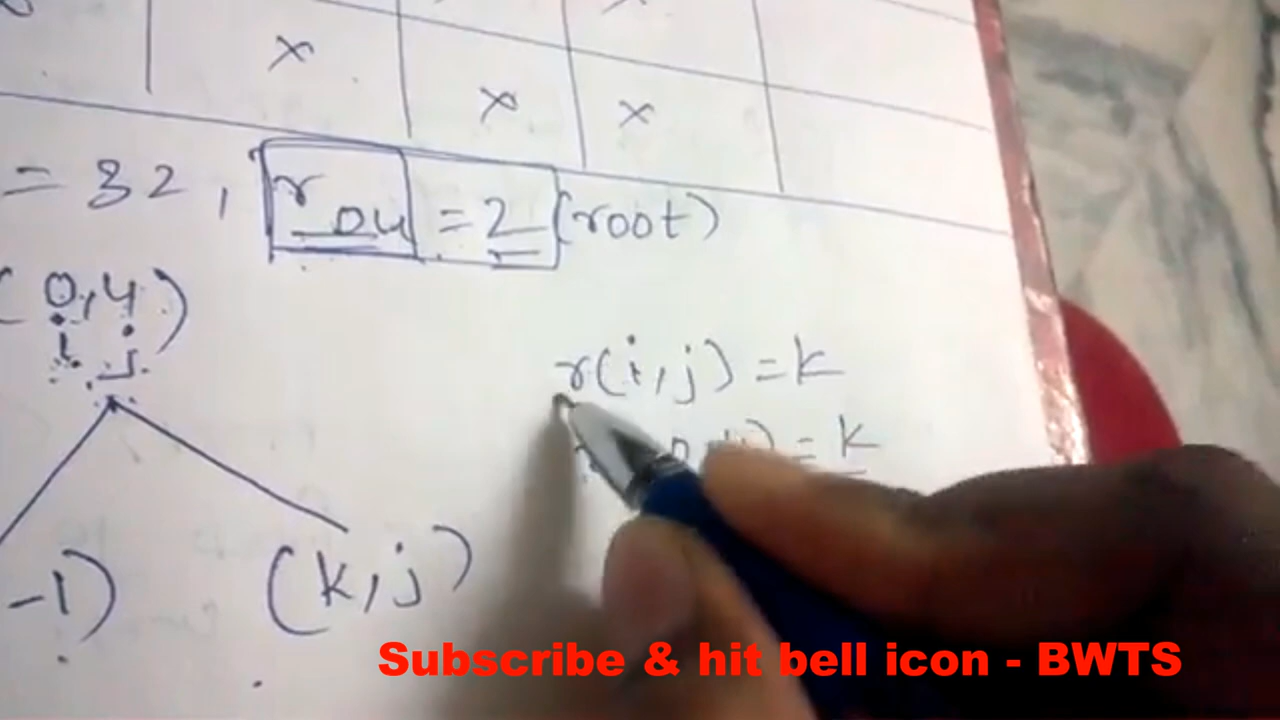 x
x x
= 32, r04 = 2 (root)
(0,4)
i j
r(i,j) = k
= k
-1) (k,j)
Subscribe & hit bell icon - BWTS